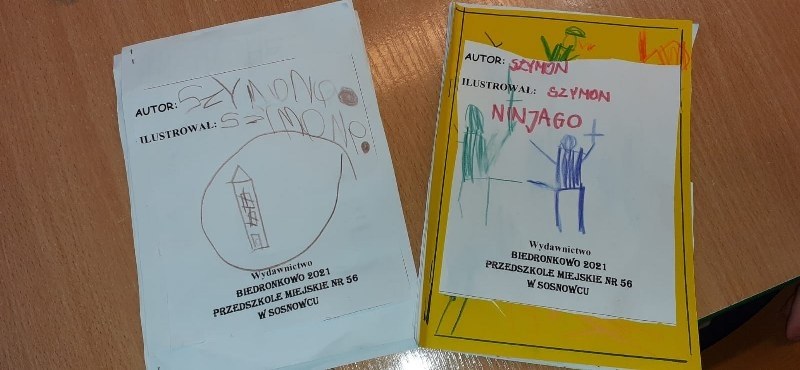 AUTOR: SZYMON
ILUSTROWAŁ: SZYMON
Wydawnictwo
BIEDRONKOWO 2021
PRZEDSZKOLE MIEJSKIE NR 56
W SOSNOWCU
AUTOR: SZYMON
ILUSTROWAŁ: SZYMON
NINJAGO
Wydawnictwo
BIEDRONKOWO 2021
PRZEDSZKOLE MIEJSKIE NR 56
W SOSNOWCU